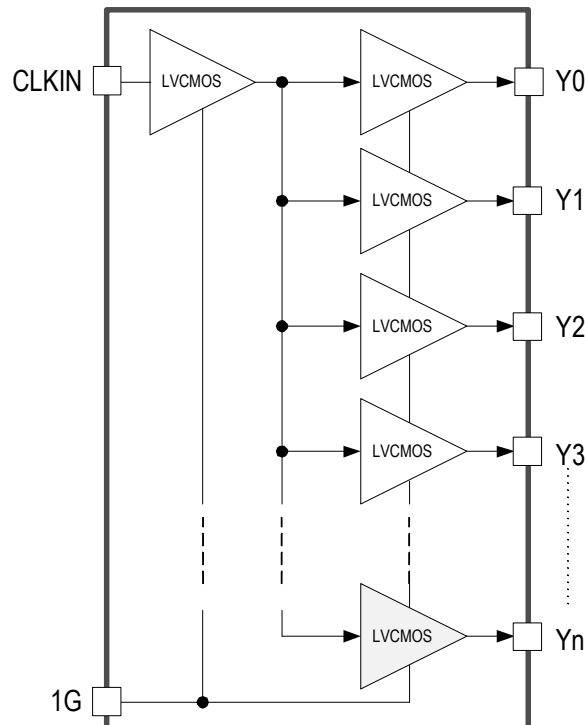 CLKIN
LVCMOS
LVCMOS
Y0
LVCMOS
Y1
LVCMOS
Y2
LVCMOS
Y3
LVCMOS
Yn
1G